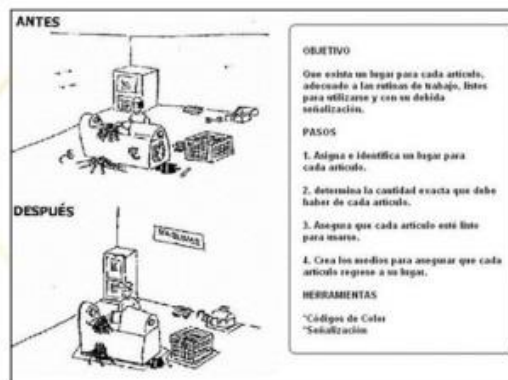 ANTES
DESPUÉS
OBJETIVO
Que exista un lugar para cada artículo,
adecuado a las rutinas de trabajo, listos
para utilizarse y con su debida
señalización.
PASOS
1. Asigna e identifica un lugar para
cada artículo.
2. determina la cantidad exacta que debe
haber de cada artículo.
3. Asegura que cada artículo esté listo
para usarse.
4. Crea los medios para asegurar que cada
artículo regrese a su lugar.
HERRAMIENTAS
*Códigos de Color
*Señalización